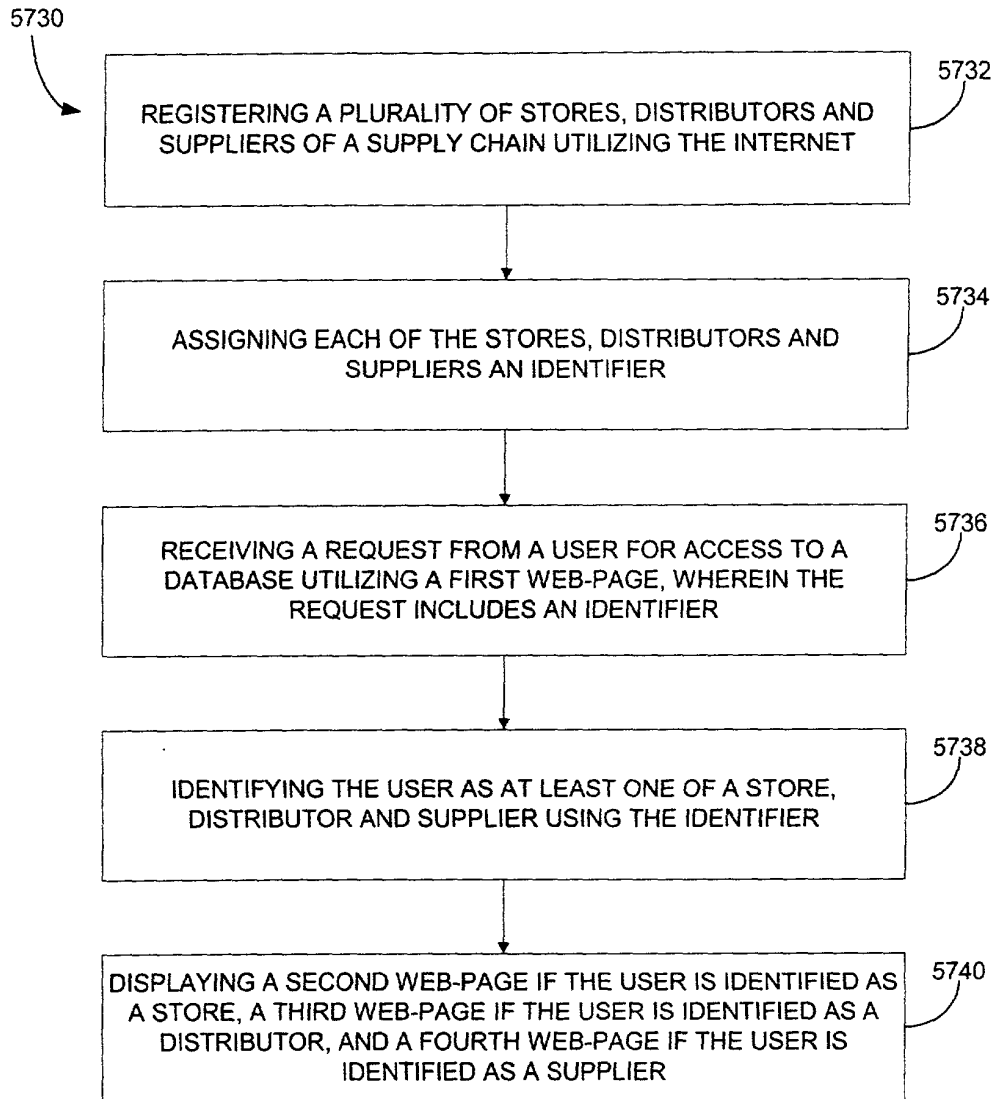 5730
5732
REGISTERING A PLURALITY OF STORES, DISTRIBUTORS AND
SUPPLIERS OF A SUPPLY CHAIN UTILIZING THE INTERNET
5734
ASSIGNING EACH OF THE STORES, DISTRIBUTORS AND
SUPPLIERS AN IDENTIFIER
5736
RECEIVING A REQUEST FROM A USER FOR ACCESS TO A
DATABASE UTILIZING A FIRST WEB-PAGE, WHEREIN THE
REQUEST INCLUDES AN IDENTIFIER
5738
IDENTIFYING THE USER AS AT LEAST ONE OF A STORE,
DISTRIBUTOR AND SUPPLIER USING THE IDENTIFIER
5740
DISPLAYING A SECOND WEB-PAGE IF THE USER IS IDENTIFIED AS
A STORE, A THIRD WEB-PAGE IF THE USER IS IDENTIFIED AS A
DISTRIBUTOR, AND A FOURTH WEB-PAGE IF THE USER IS
IDENTIFIED AS A SUPPLIER